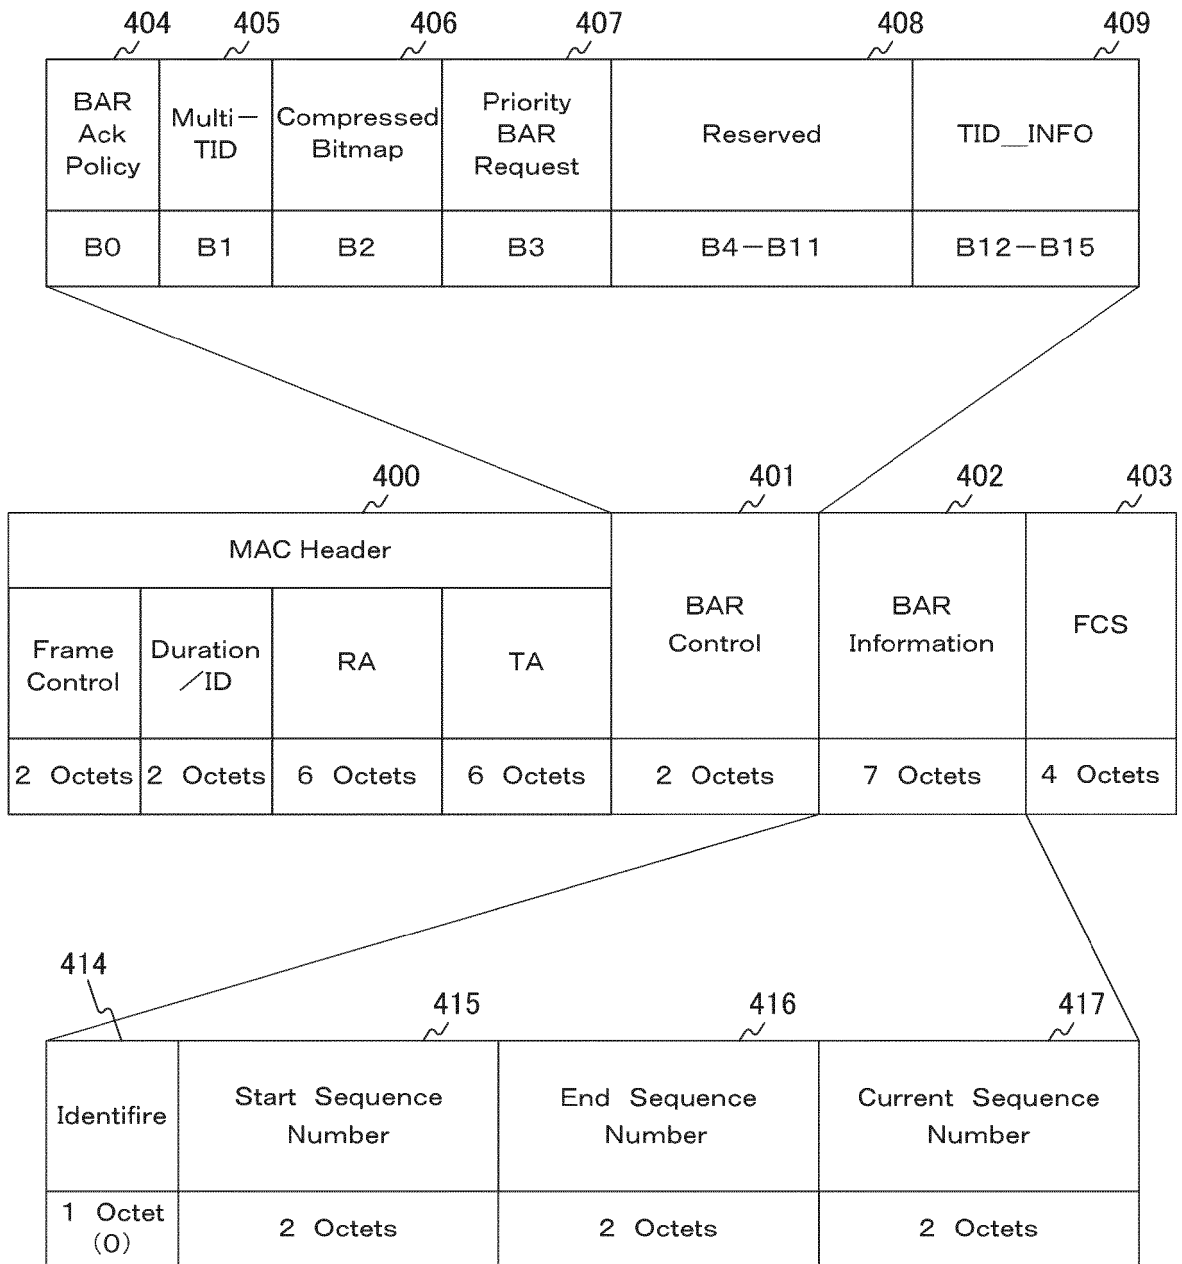 404 405 406 407 408 409
BAR Ack Policy
Multi-TID
Compressed Bitmap
Priority BAR Request
Reserved
TID_INFO
B0 B1 B2 B3 B4-B11 B12-B15
400 401 402 403
MAC Header
Frame Control
Duration/ID
RA
TA
BAR Control
BAR Information
FCS
2 Octets 2 Octets 6 Octets 6 Octets 2 Octets 7 Octets 4 Octets
414 415 416 417
Identifire
Start Sequence Number
End Sequence Number
Current Sequence Number
1 Octet (0) 2 Octets 2 Octets 2 Octets